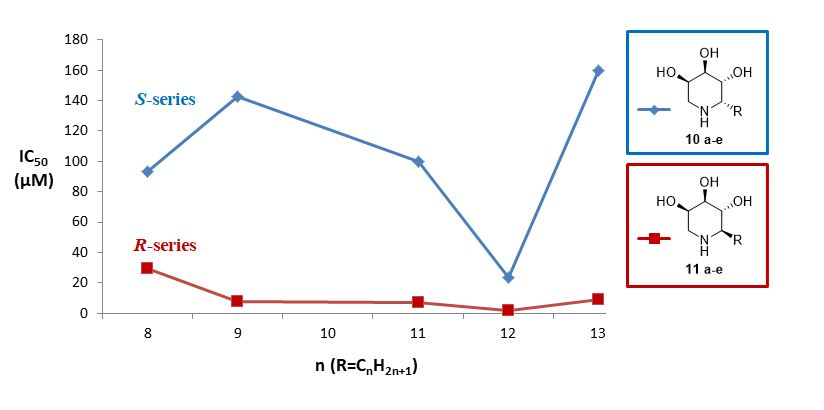 180
160
140
120
100
80
60
40
20
0
IC50
(μM)
S-series
R-series
8 9 10 11 12 13
n (R=CnH2n+1)
OH
HO OH
N R
H
10 a-e
OH
HO OH
N R
H
11 a-e